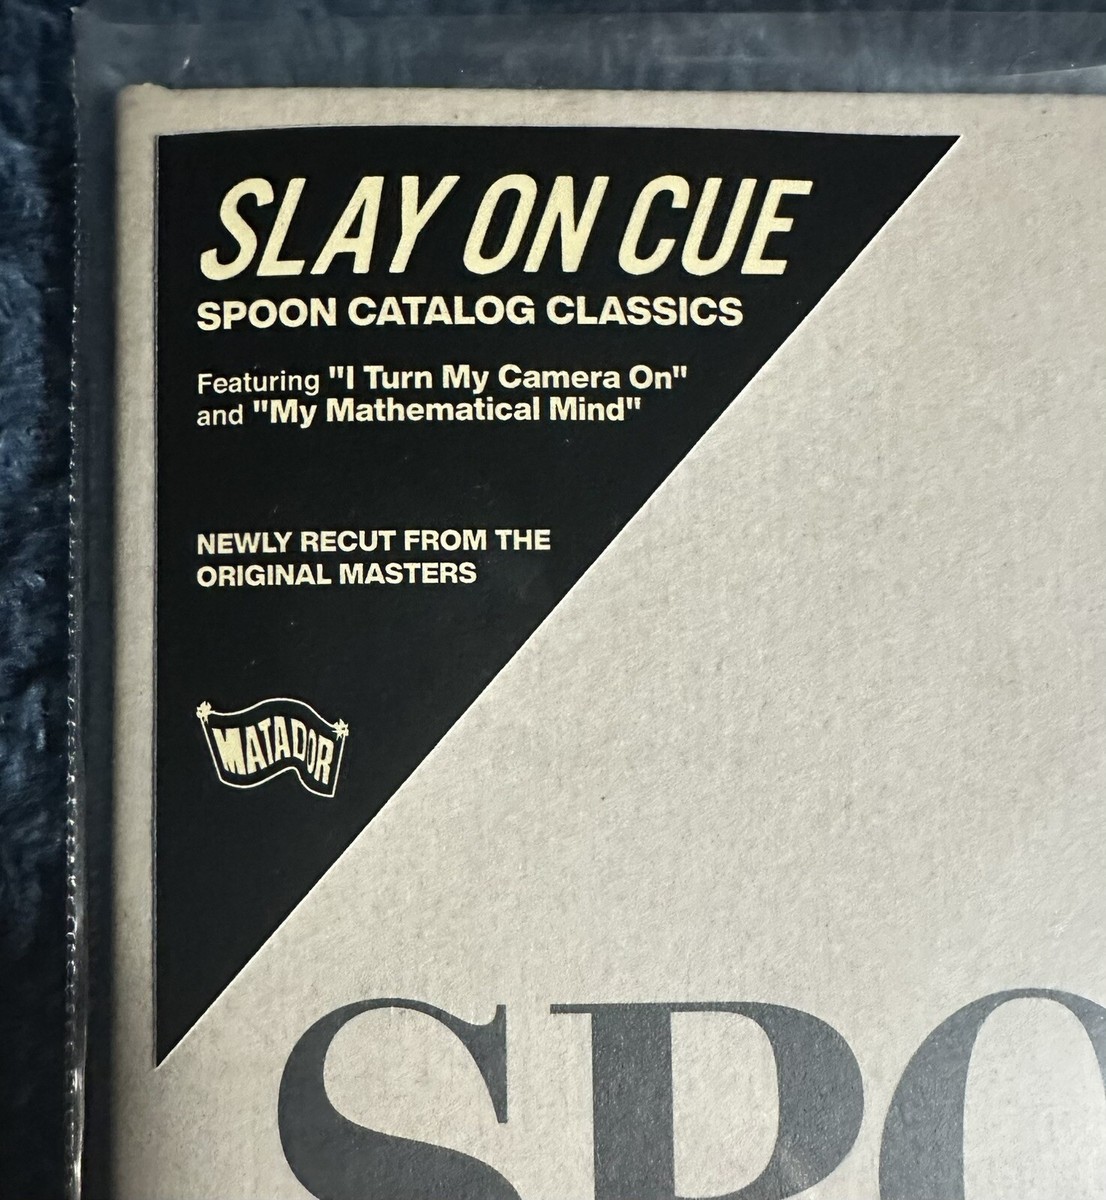 SLAY ON CUE
SPOON CATALOG CLASSICS
Featuring "I Turn My Camera On"
and "My Mathematical Mind"
NEWLY RECUT FROM THE
ORIGINAL MASTERS
MATADOR
SPO